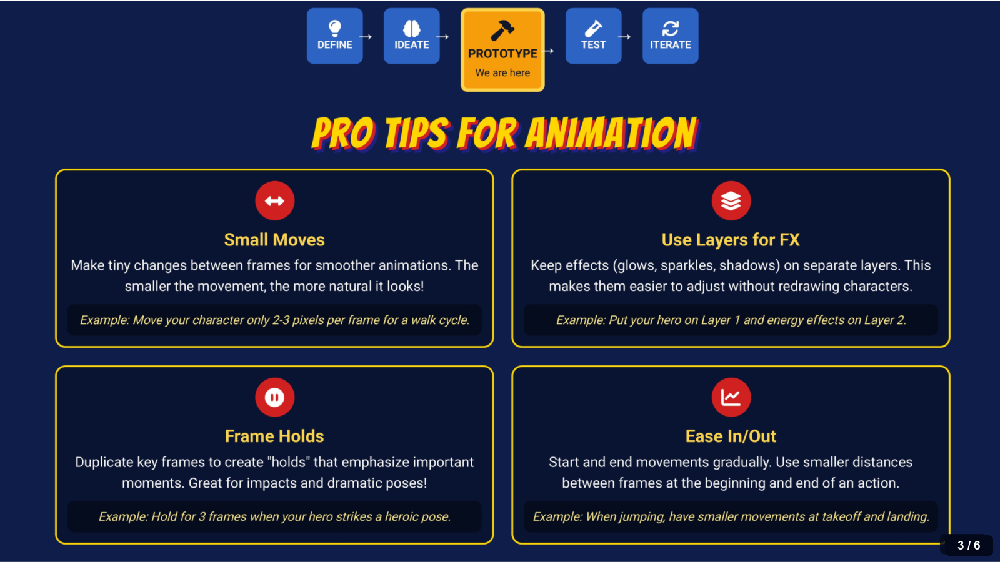 DEFINE → IDEATE → PROTOTYPE → TEST → ITERATE
We are here
PRO TIPS FOR ANIMATION
Small Moves
Make tiny changes between frames for smoother animations. The
smaller the movement, the more natural it looks!
Example: Move your character only 2-3 pixels per frame for a walk cycle.
Use Layers for FX
Keep effects (glows, sparkles, shadows) on separate layers. This
makes them easier to adjust without redrawing characters.
Example: Put your hero on Layer 1 and energy effects on Layer 2.
Frame Holds
Duplicate key frames to create "holds" that emphasize important
moments. Great for impacts and dramatic poses!
Example: Hold for 3 frames when your hero strikes a heroic pose.
Ease In/Out
Start and end movements gradually. Use smaller distances
between frames at the beginning and end of an action.
Example: When jumping, have smaller movements at takeoff and landing.
3 / 6